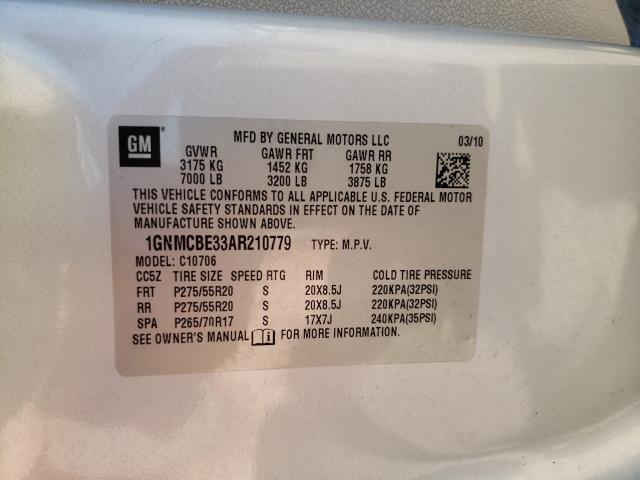 GM
MFD BY GENERAL MOTORS LLC 03/10
GVWR GAWR FRT GAWR RR
3175 KG 1452 KG 1758 KG
7000 LB 3200 LB 3875 LB
THIS VEHICLE CONFORMS TO ALL APPLICABLE U.S. FEDERAL MOTOR
VEHICLE SAFETY STANDARDS IN EFFECT ON THE DATE OF
MANUFACTURE SHOWN ABOVE.
1GNMCBE33AR210779 TYPE: M.P.V.
MODEL: C10706
CC5Z TIRE SIZE SPEED RTG RIM COLD TIRE PRESSURE
FRT P275/55R20 S 20X8.5J 220KPA(32PSI)
RR P275/55R20 S 20X8.5J 220KPA(32PSI)
SPA P265/70R17 S 17X7J 240KPA(35PSI)
SEE OWNER'S MANUAL FOR MORE INFORMATION.